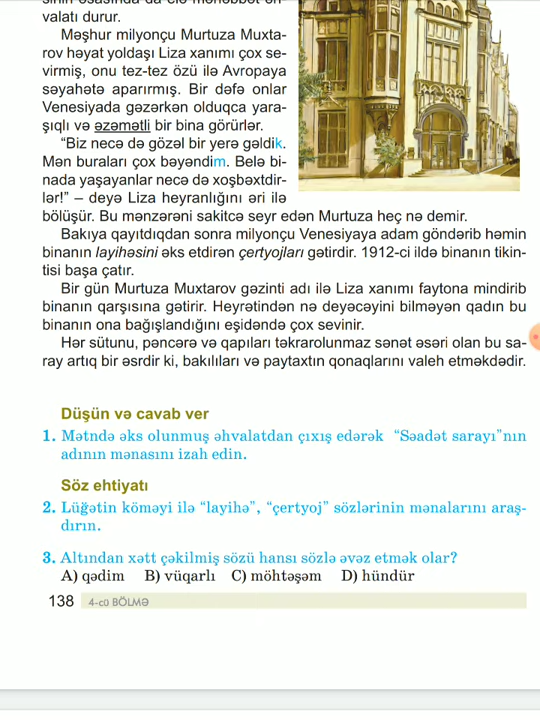 valatı durur.
Məşhur milyonçu Murtuza Muxta-
rov həyat yoldaşı Liza xanımı çox se-
virmiş, onu tez-tez özü ilə Avropaya
səyahətə aparırmış. Bir dəfə onlar
Venesiyada gəzərkən olduqca yara-
şıqlı və əzəmətli bir bina görürlər.
“Biz necə də gözəl bir yerə gəldik.
Mən buraları çox bəyəndim. Belə bi-
nada yaşayanlar necə də xoşbəxtdir-
lər!” – deyə Liza heyranlığını əri ilə
bölüşür. Bu mənzərəni sakitcə seyr edən Murtuza heç nə demir.
Bakıya qayıtdıqdan sonra milyonçu Venesiyaya adam göndərib həmin
binanın layihəsini əks etdirən çertyojları gətirdir. 1912-ci ildə binanın tikin-
tisi başa çatır.
Bir gün Murtuza Muxtarov gəzinti adı ilə Liza xanımı faytona mindirib
binanın qarşısına gətirir. Heyrətindən nə deyəcəyini bilməyən qadın bu
binanın ona bağışlandığını eşidəndə çox sevinir.
Hər sütunu, pəncərə və qapıları təkrarolunmaz sənət əsəri olan bu sa-
ray artıq bir əsrdir ki, bakılıları və paytaxtın qonaqlarını valeh etməkdədir.
Düşün və cavab ver
1. Mətndə əks olunmuş əhvalatdan çıxış edərək “Səadət sarayı”nın
adının mənasını izah edin.
Söz ehtiyatı
2. Lüğətin köməyi ilə “layihə”, “çertyoj” sözlərinin mənalarını araş-
dırın.
3. Altından xətt çəkilmiş sözü hansı sözlə əvəz etmək olar?
A) qədim B) vüqarlı C) möhtəşəm D) hündür
138 4-cü BÖLMƏ